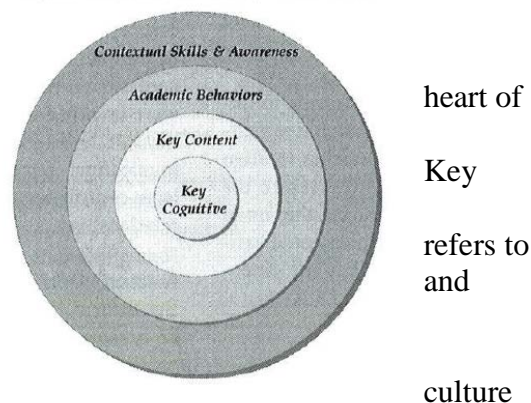 Contextual Skills & Awareness
Academic Behaviors
Key Content
Key
Cognitive
heart of
Key
refers to
and
culture